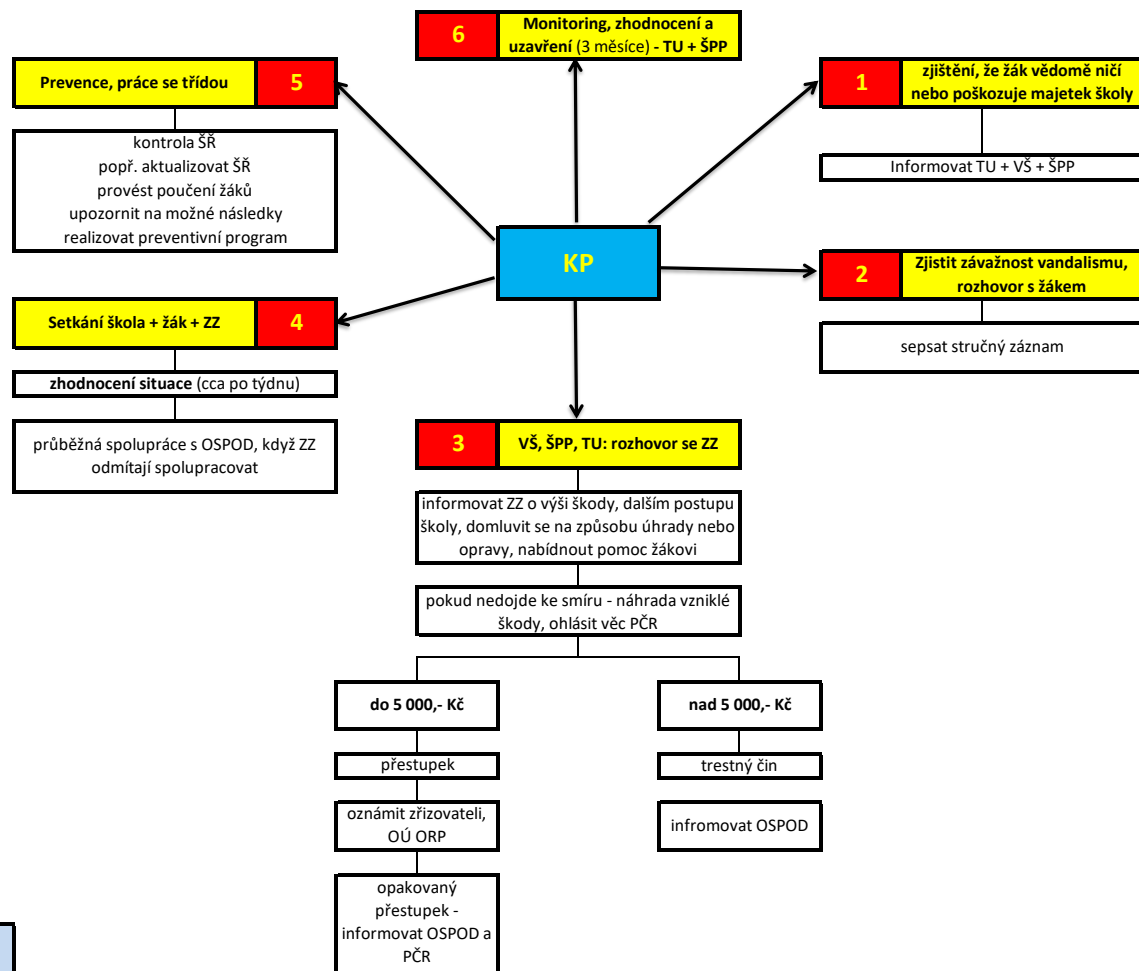 6
Monitoring, zhodnocení a
uzavření (3 měsíce) - TU + ŠPP
Prevence, práce se třídou
5
kontrola ŠŘ
popř. aktualizovat ŠŘ
provést poučení žáků
upozornit na možné následky
realizovat preventivní program
1
zjištění, že žák vědomě ničí
nebo poškozuje majetek školy
Informovat TU + VŠ + ŠPP
KP
2
Zjistit závažnost vandalismu,
rozhovor s žákem
sepsat stručný záznam
Setkání škola + žák + ZZ
4
zhodnocení situace (cca po týdnu)
průběžná spolupráce s OSPOD, když ZZ
odmítají spolupracovat
3
VŠ, ŠPP, TU: rozhovor se ZZ
informovat ZZ o výši škody, dalším postupu
školy, domluvit se na způsobu úhrady nebo
opravy, nabídnout pomoc žákovi
pokud nedojde ke smíru - náhrada vzniklé
škody, ohlásit věc PČR
do 5 000,- Kč
přestupek
oznámit zřizovateli,
OÚ ORP
opakovaný
přestupek -
informovat OSPOD a
PČR
nad 5 000,- Kč
trestný čin
infromovat OSPOD